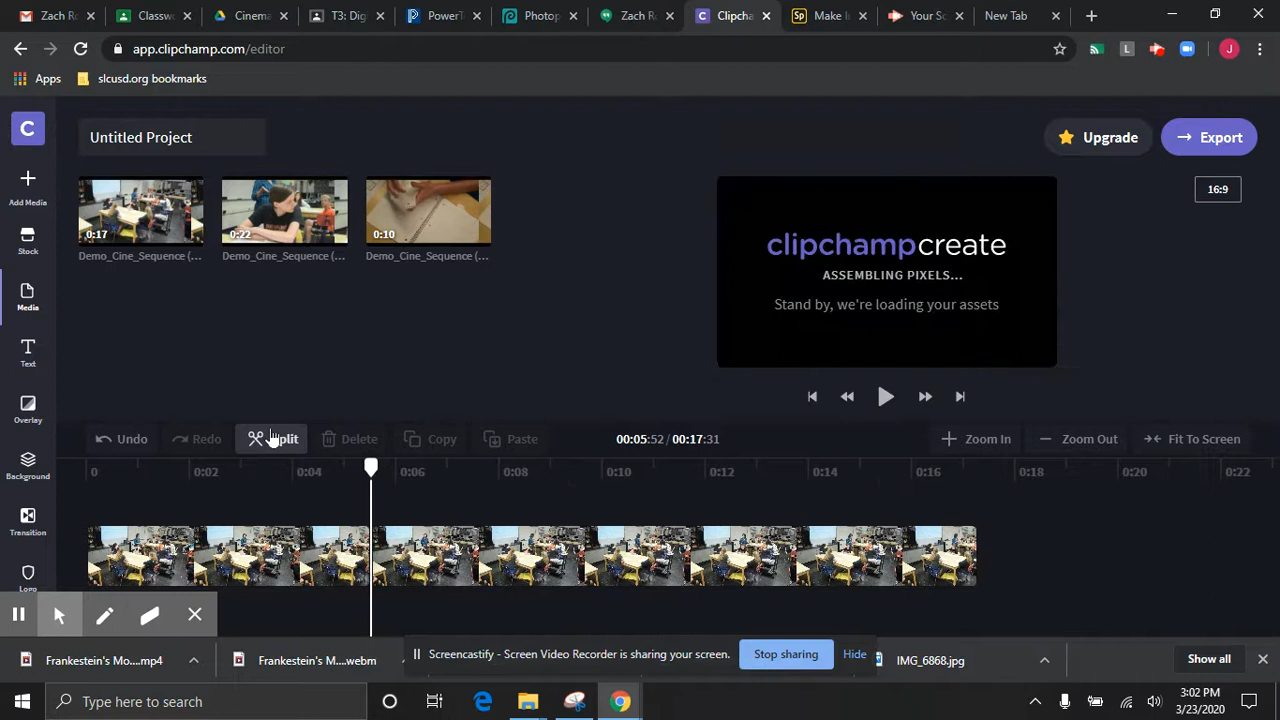 Zach Ro
Classwo
Cinema
T3: Dig
PowerTe
Photop
Zach Ro
Clipcha
Make In
Your Sc
New Tab
app.clipchamp.com/editor
L
J
Apps
slcusd.org bookmarks
C
Untitled Project
Upgrade
Export
Add Media
Stock
Media
Text
Overlay
Background
Transition
Logo
0:17
0:22
0:10
Demo_Cine_Sequence (...
Demo_Cine_Sequence (...
Demo_Cine_Sequence (...
16:9
clipchampcreate
ASSEMBLING PIXELS...
Stand by, we're loading your assets
Undo
Redo
Split
Delete
Copy
Paste
00:05:52 / 00:17:31
Zoom In
Zoom Out
Fit To Screen
0 0:02 0:04 0:06 0:08 0:10 0:12 0:14 0:16 0:18 0:20 0:22
Screencastify - Screen Video Recorder is sharing your screen.
Stop sharing
Hide
Frankestein's Mo....mp4
Frankestein's M....webm
IMG_6868.jpg
Show all
Type here to search
3:02 PM
3/23/2020